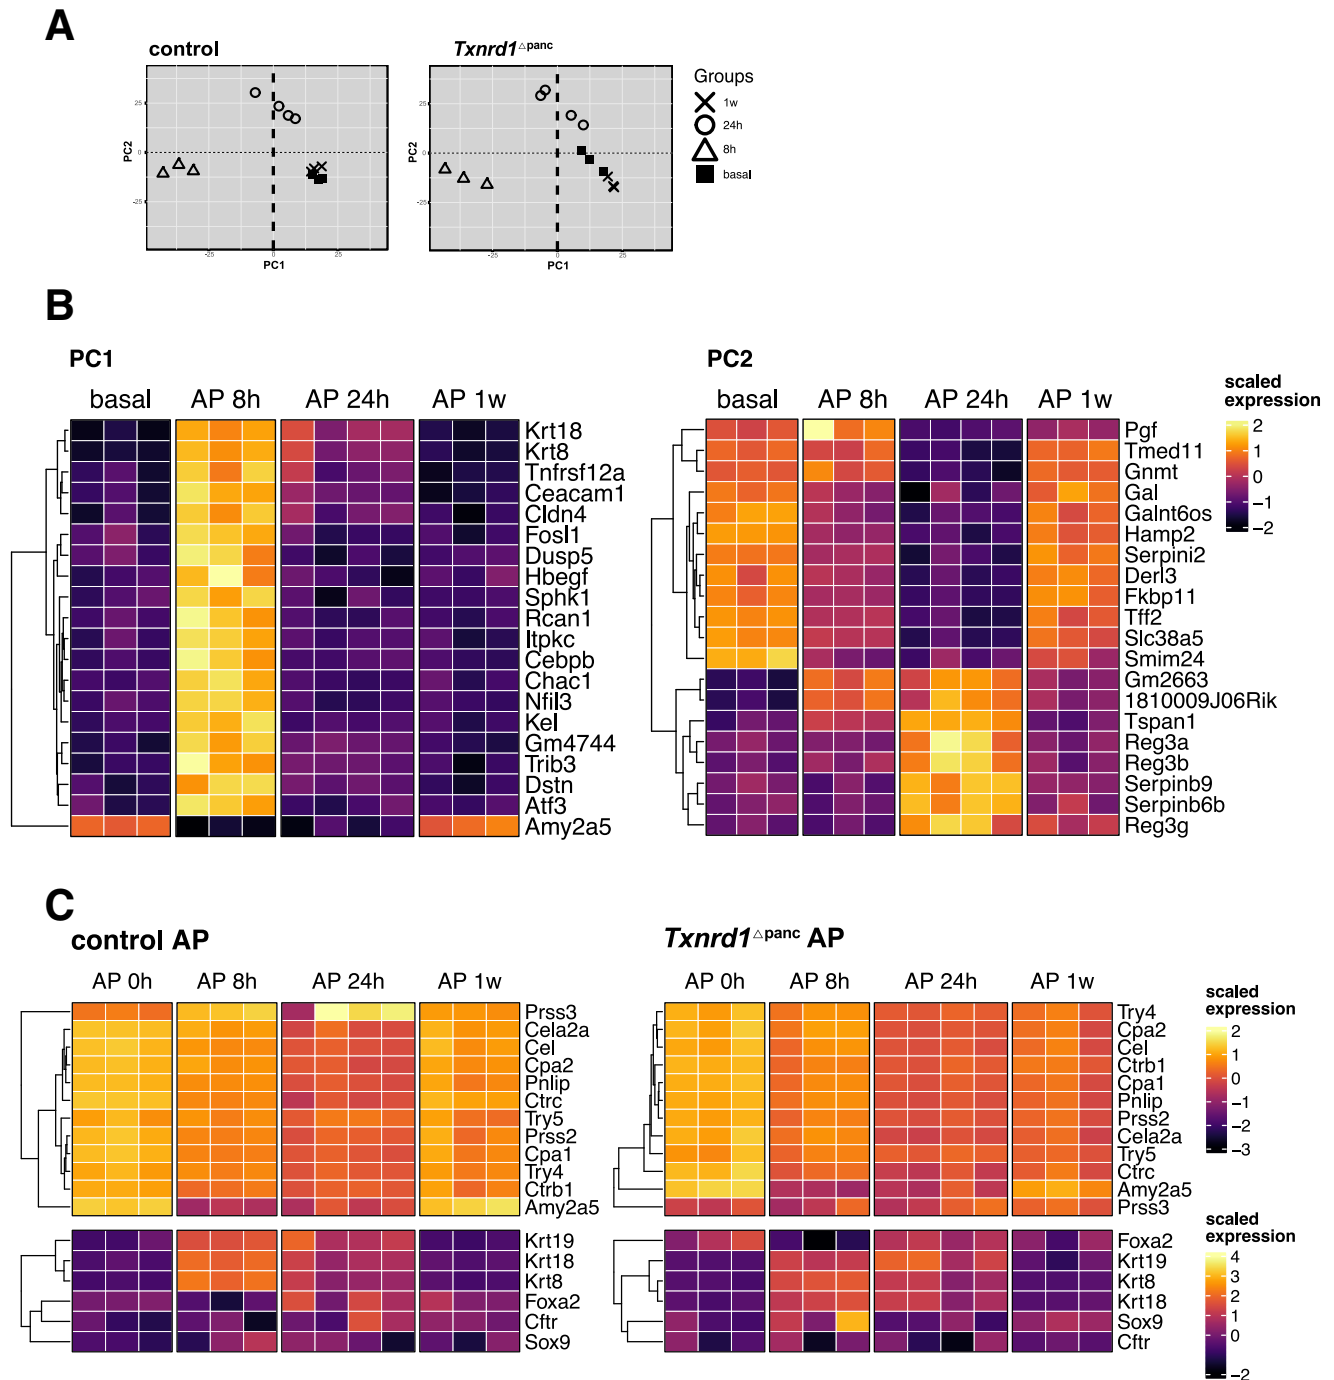 A
control
Txnrd1△panc
25
0
-25
PC2
-25
0
25
PC1
25
0
-25
PC2
-25
0
25
PC1
Groups
1w
24h
8h
basal
B
PC1
basal AP 8h AP 24h AP 1w
Krt18
Krt8
Tnfrsf12a
Ceacam1
Cldn4
Fosl1
Dusp5
Hbegf
Sphk1
Rcan1
Itpkc
Cebpb
Chac1
Nfil3
Kel
Gm4744
Trib3
Dstn
Atf3
Amy2a5
PC2
basal AP 8h AP 24h AP 1w
Pgf
Tmed11
Gnmt
Gal
Galnt6os
Hamp2
Serpini2
Derl3
Fkbp11
Tff2
Slc38a5
Smim24
Gm2663
1810009J06Rik
Tspan1
Reg3a
Reg3b
Serpinb9
Serpinb6b
Reg3g
scaled
expression
2
1
0
−1
−2
C
control AP
AP 0h AP 8h AP 24h AP 1w
Prss3
Cela2a
Cel
Cpa2
Pnlip
Ctrc
Try5
Prss2
Cpa1
Try4
Ctrb1
Amy2a5
Krt19
Krt18
Krt8
Foxa2
Cftr
Sox9
Txnrd1△panc AP
AP 0h AP 8h AP 24h AP 1w
Try4
Cpa2
Cel
Ctrb1
Cpa1
Pnlip
Prss2
Cela2a
Try5
Ctrc
Amy2a5
Prss3
Foxa2
Krt19
Krt8
Krt18
Sox9
Cftr
scaled
expression
2
1
0
−1
−2
−3
scaled
expression
4
3
2
1
0
−2